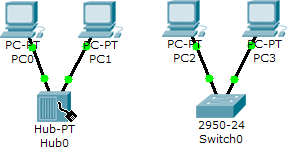 PC-PT
PC0
PC-PT
PC1
PC-PT
PC2
PC-PT
PC3
Hub-PT
Hub0
2950-24
Switch0